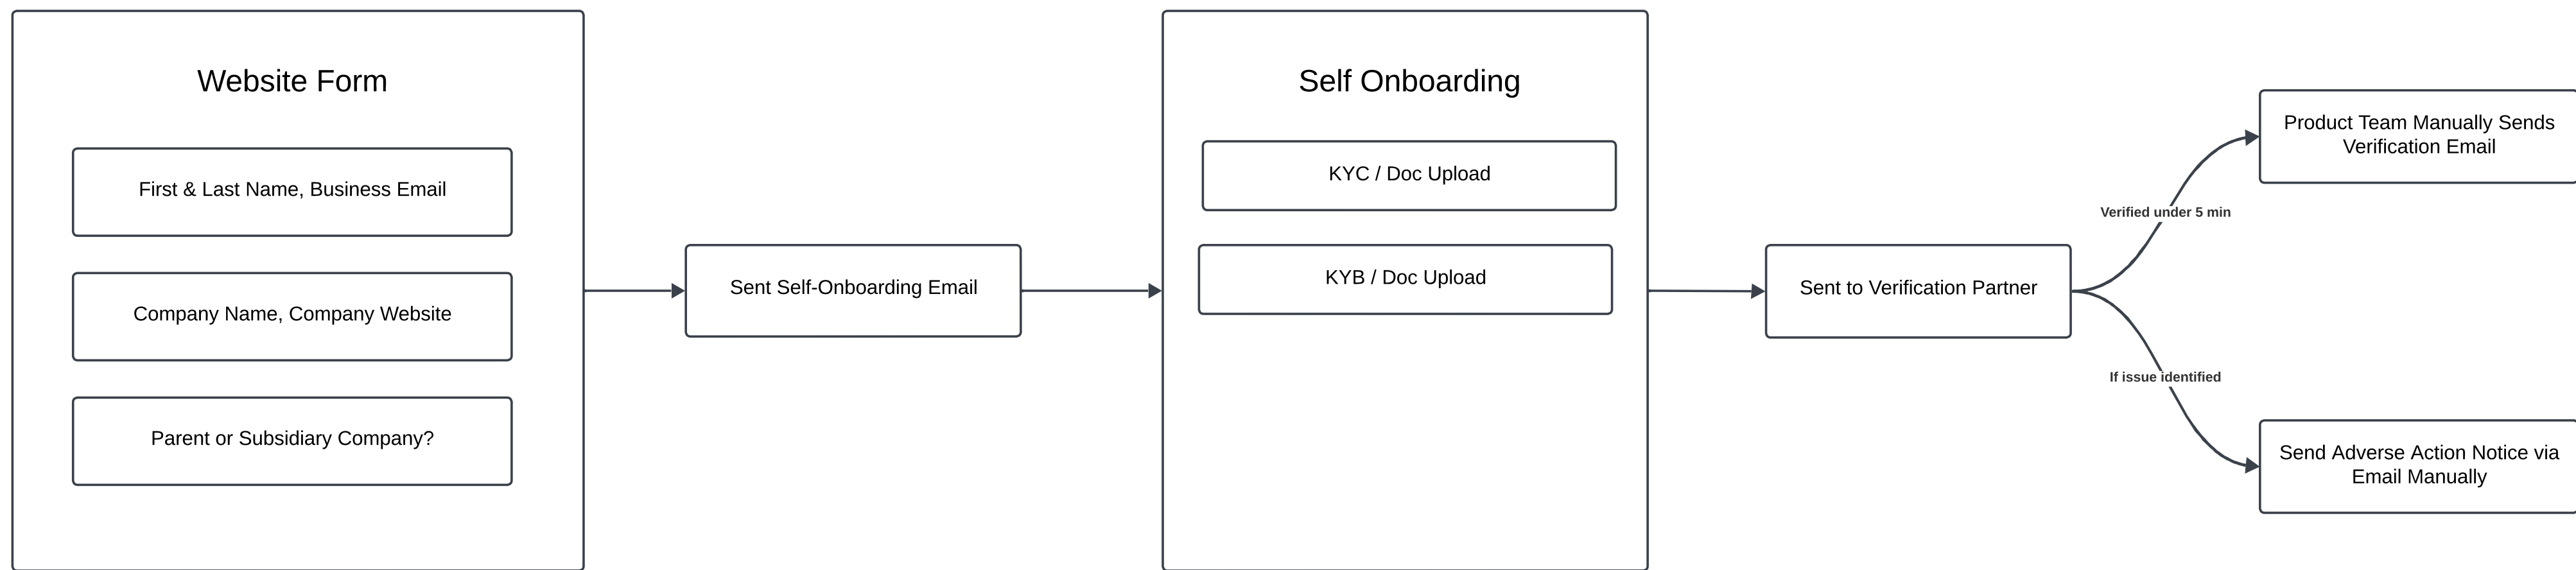 Website Form
First & Last Name, Business Email
Company Name, Company Website
Parent or Subsidiary Company?
Sent Self-Onboarding Email
Self Onboarding
KYC / Doc Upload
KYB / Doc Upload
Sent to Verification Partner
Verified under 5 min
If issue identified
Product Team Manually Sends
Verification Email
Send Adverse Action Notice via
Email Manually